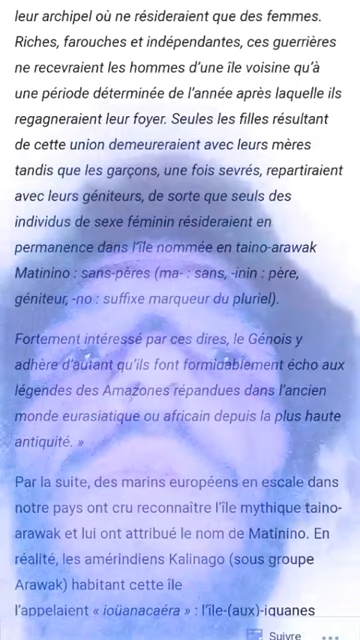 leur archipel où ne résideraient que des femmes.
Riches, farouches et indépendantes, ces guerrières
ne recevraient les hommes d’une île voisine qu’à
une période déterminée de l’année après laquelle ils
regagneraient leur foyer. Seules les filles résultant
de cette union demeureraient avec leurs mères
tandis que les garçons, une fois sevrés, repartiraient
avec leurs géniteurs, de sorte que seuls des
individus de sexe féminin résideraient en
permanence dans l’île nommée en taino-arawak
Matinino : sans-pères (ma- : sans, -inin : père,
géniteur, -no : suffixe marqueur du pluriel).
Fortement intéressé par ces dires, le Génois y
adhère d’autant qu’ils font formidablement écho aux
légendes des Amazones répandues dans l’ancien
monde eurasiatique ou africain depuis la plus haute
antiquité. »
Par la suite, des marins européens en escale dans
notre pays ont cru reconnaître l’île mythique taino-
arawak et lui ont attribué le nom de Matinino. En
réalité, les amérindiens Kalinago (sous groupe
Arawak) habitant cette île
l’appelaient « ioüanacaéra » : l’île-(aux)-iguanes
Suivre